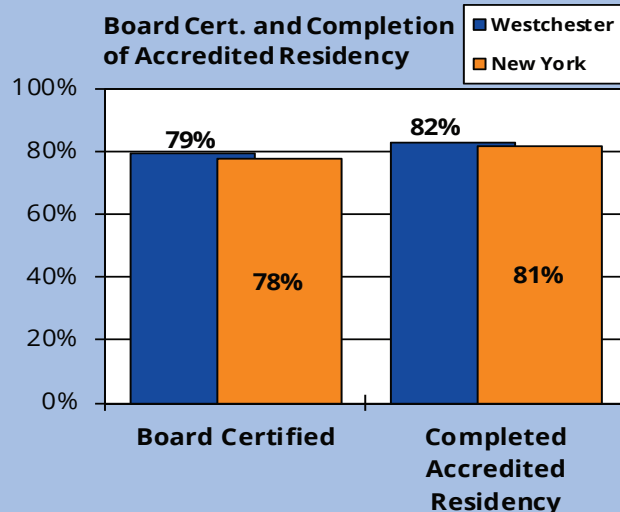 Board Cert. and Completion
of Accredited Residency
Westchester
New York
100%
80%
60%
40%
20%
0%
79%
78%
82%
81%
Board Certified
Completed
Accredited
Residency